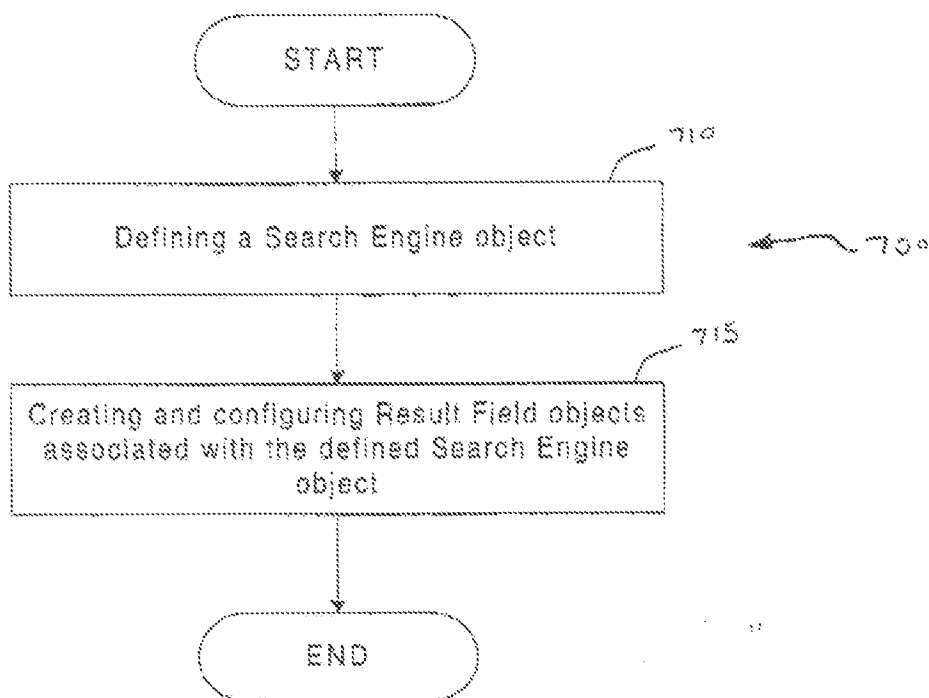 START
710
Defining a Search Engine object
700
715
Creating and configuring Result Field objects
associated with the defined Search Engine
object
END